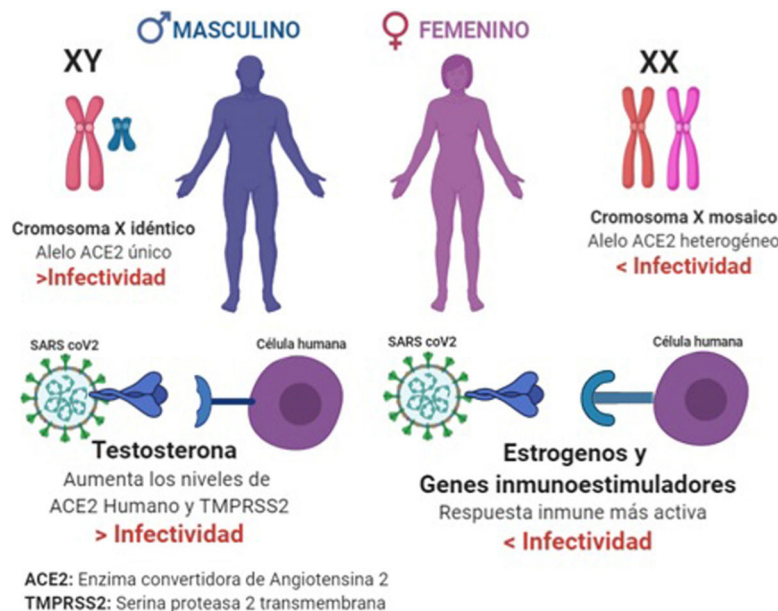 MASCULINO
FEMENINO
XY
XX
Cromosoma X idéntico
Alelo ACE2 único
>Infectividad
Cromosoma X mosaico
Alelo ACE2 heterogéneo
< Infectividad
SARS coV2
Célula humana
SARS coV2
Célula humana
Testosterona
Aumenta los niveles de
ACE2 Humano y TMPRSS2
> Infectividad
Estrogenos y
Genes inmunoestimuladores
Respuesta inmune más activa
< Infectividad
ACE2: Enzima convertidora de Angiotensina 2
TMPRSS2: Serina proteasa 2 transmembrana